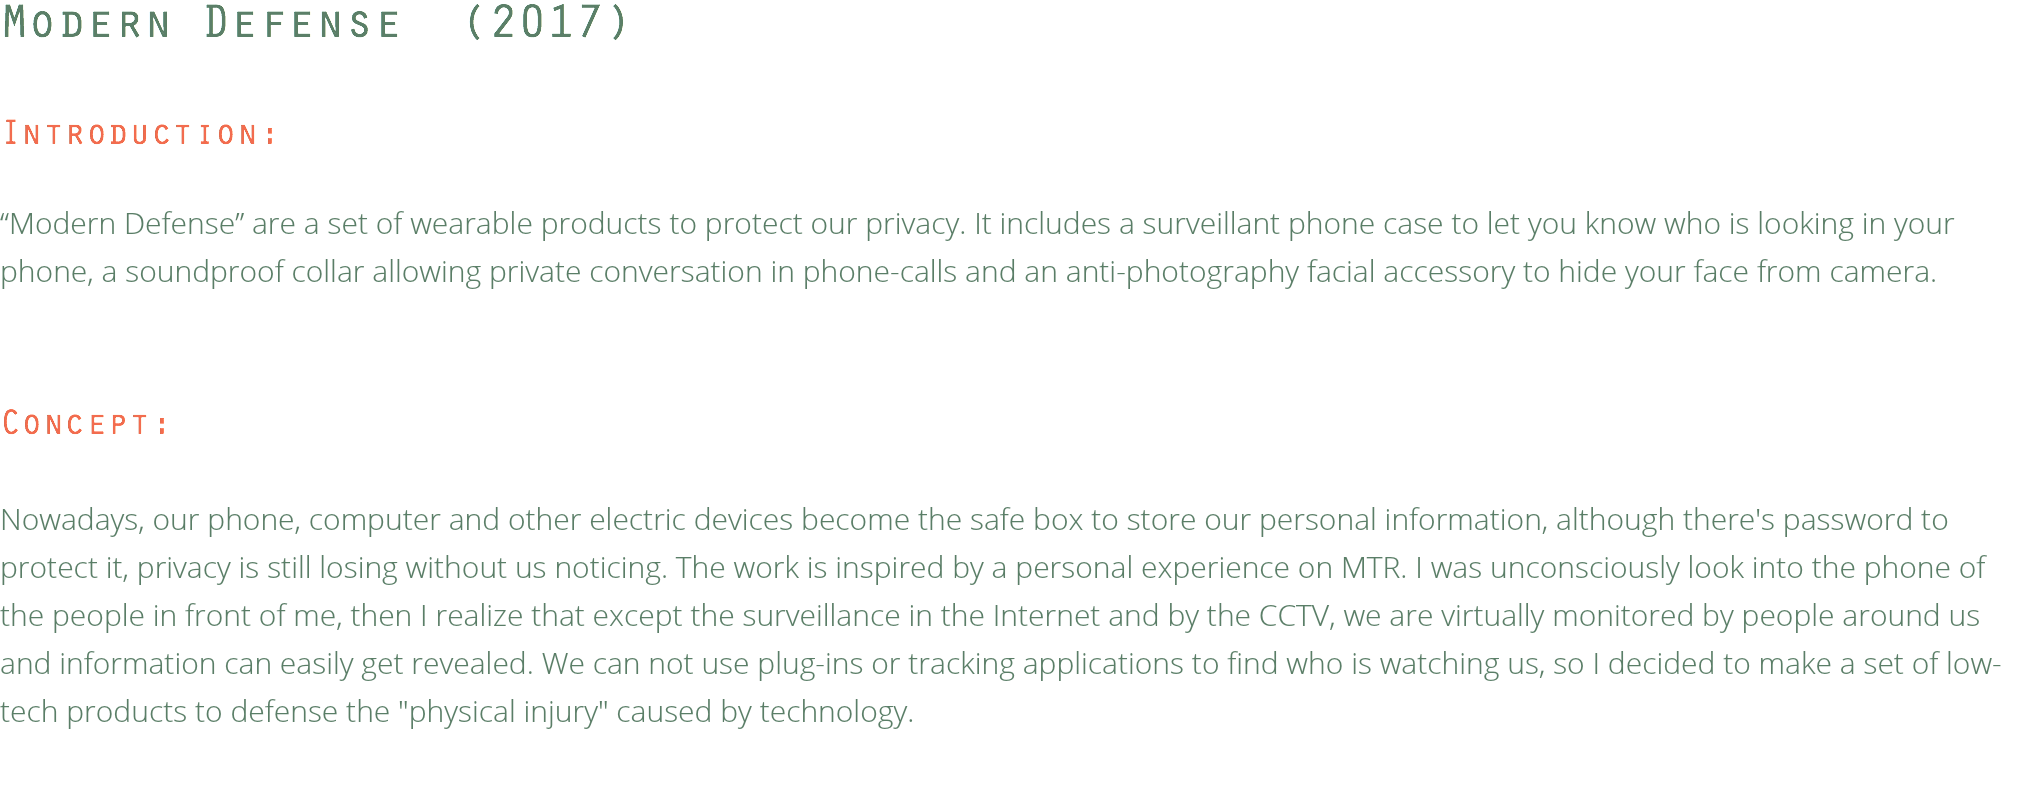 Modern Defense (2017)
Introduction:
“Modern Defense” are a set of wearable products to protect our privacy. It includes a surveillant phone case to let you know who is looking in your
phone, a soundproof collar allowing private conversation in phone-calls and an anti-photography facial accessory to hide your face from camera.
Concept:
Nowadays, our phone, computer and other electric devices become the safe box to store our personal information, although there's password to
protect it, privacy is still losing without us noticing. The work is inspired by a personal experience on MTR. I was unconsciously look into the phone of
the people in front of me, then I realize that except the surveillance in the Internet and by the CCTV, we are virtually monitored by people around us
and information can easily get revealed. We can not use plug-ins or tracking applications to find who is watching us, so I decided to make a set of low-
tech products to defense the "physical injury" caused by technology.